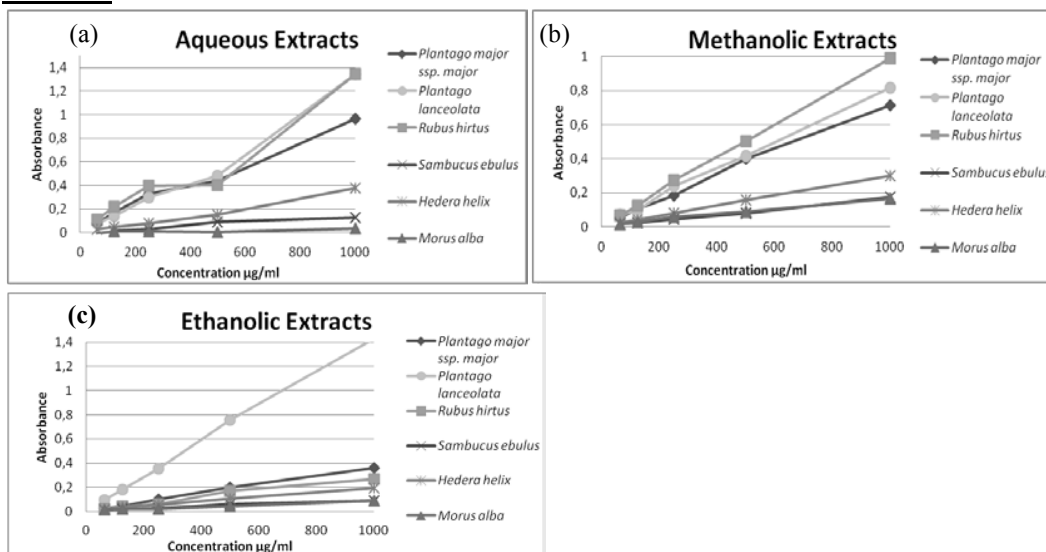 (a)
Aqueous Extracts
1,4
1,2
1
0,8
0,6
0,4
0,2
0
Absorbance
0
200
400
600
800
1000
Concentration µg/ml
Plantago major
ssp. major
Plantago
lanceolata
Rubus hirtus
Sambucus ebulus
Hedera helix
Morus alba
(b)
Methanolic Extracts
1
0,8
0,6
0,4
0,2
0
Absorbance
0
200
400
600
800
1000
Concentration µg/ml
Plantago major
ssp. major
Plantago
lanceolata
Rubus hirtus
Sambucus ebulus
Hedera helix
Morus alba
(c)
Ethanolic Extracts
1,4
1,2
1
0,8
0,6
0,4
0,2
0
Absorbance
0
200
400
600
800
1000
Concentration µg/ml
Plantago major
ssp. major
Plantago
lanceolata
Rubus hirtus
Sambucus ebulus
Hedera helix
Morus alba